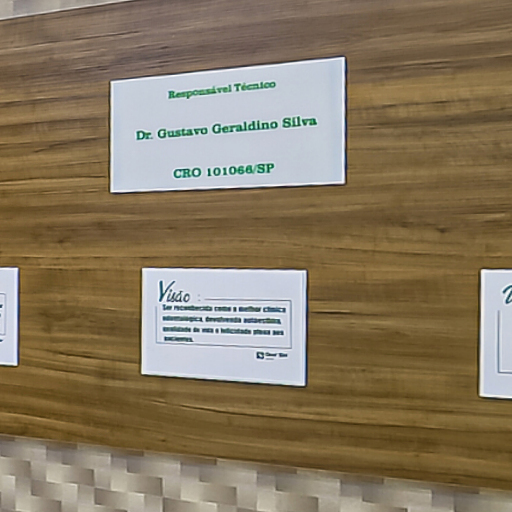 Responsável Técnico
Dr. Gustavo Geraldino Silva
CRO 101066/SP
Visão
Ser reconhecida como a melhor clínica
odontológica, devolvendo autoestima,
qualidade de vida e felicidade plena aos
pacientes.